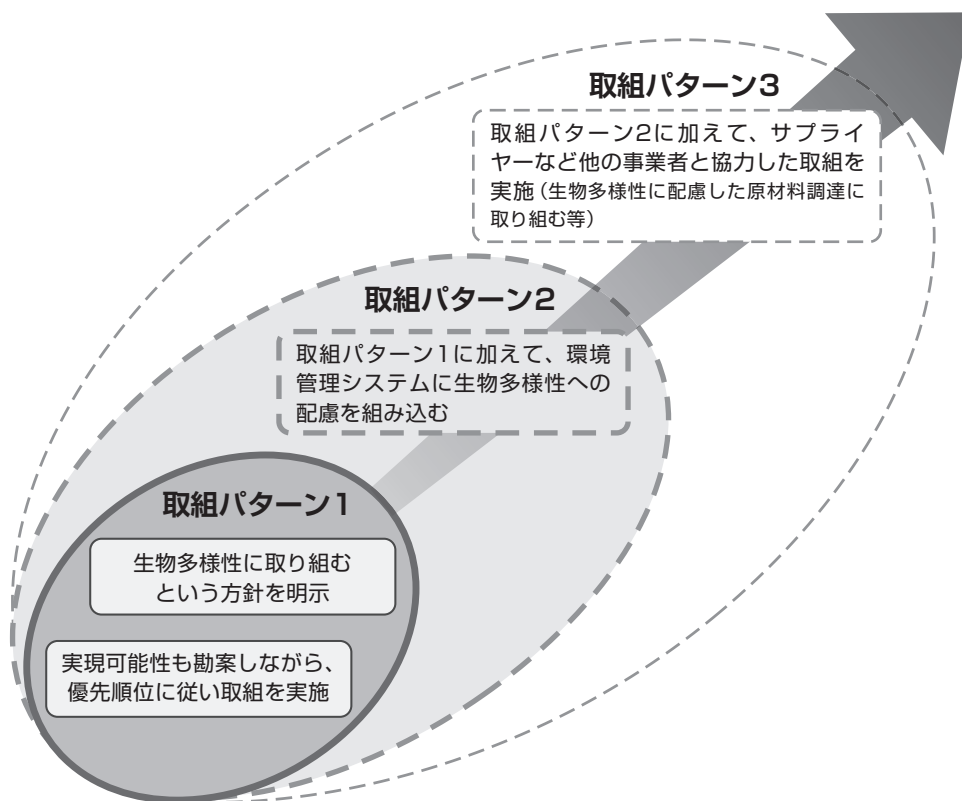 取組パターン3
取組パターン2に加えて、サプライ
ヤーなど他の事業者と協力した取組を
実施（生物多様性に配慮した原材料調達に
取り組む等）
取組パターン2
取組パターン1に加えて、環境
管理システムに生物多様性への
配慮を組み込む
取組パターン1
生物多様性に取り組む
という方針を明示
実現可能性も勘案しながら、
優先順位に従い取組を実施